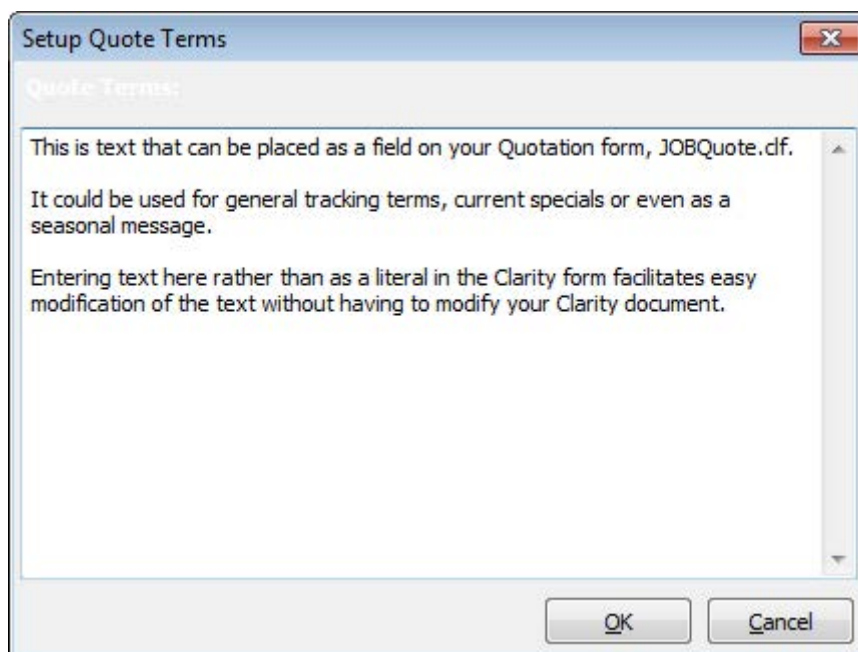 Setup Quote Terms
Quote Terms:
This is text that can be placed as a field on your Quotation form, JOBQuote.clf.
It could be used for general tracking terms, current specials or even as a
seasonal message.
Entering text here rather than as a literal in the Clarity form facilitates easy
modification of the text without having to modify your Clarity document.
OK
Cancel